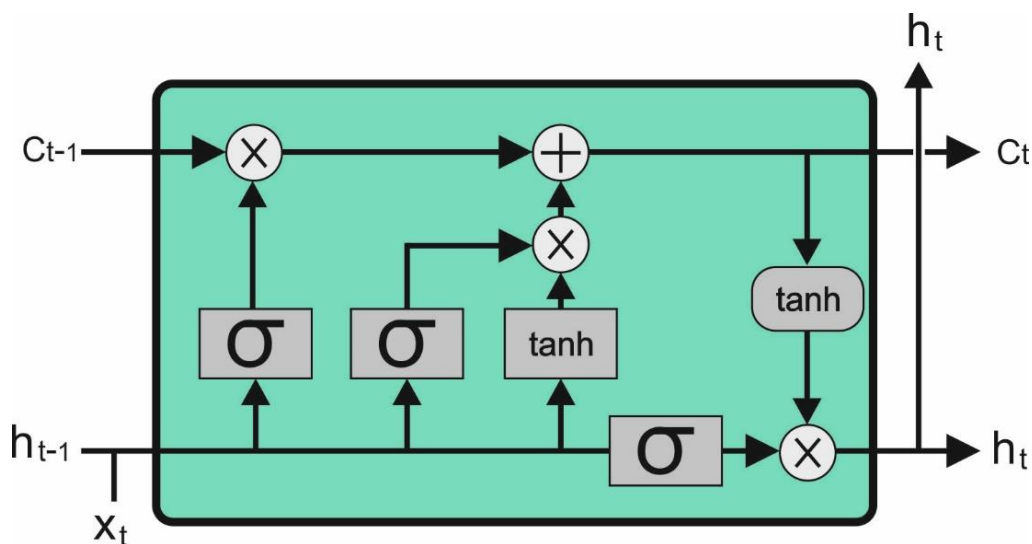 hₜ
Cₜ₋₁ × + Cₜ
×
tanh
σ σ tanh
hₜ₋₁ σ × hₜ
xₜ